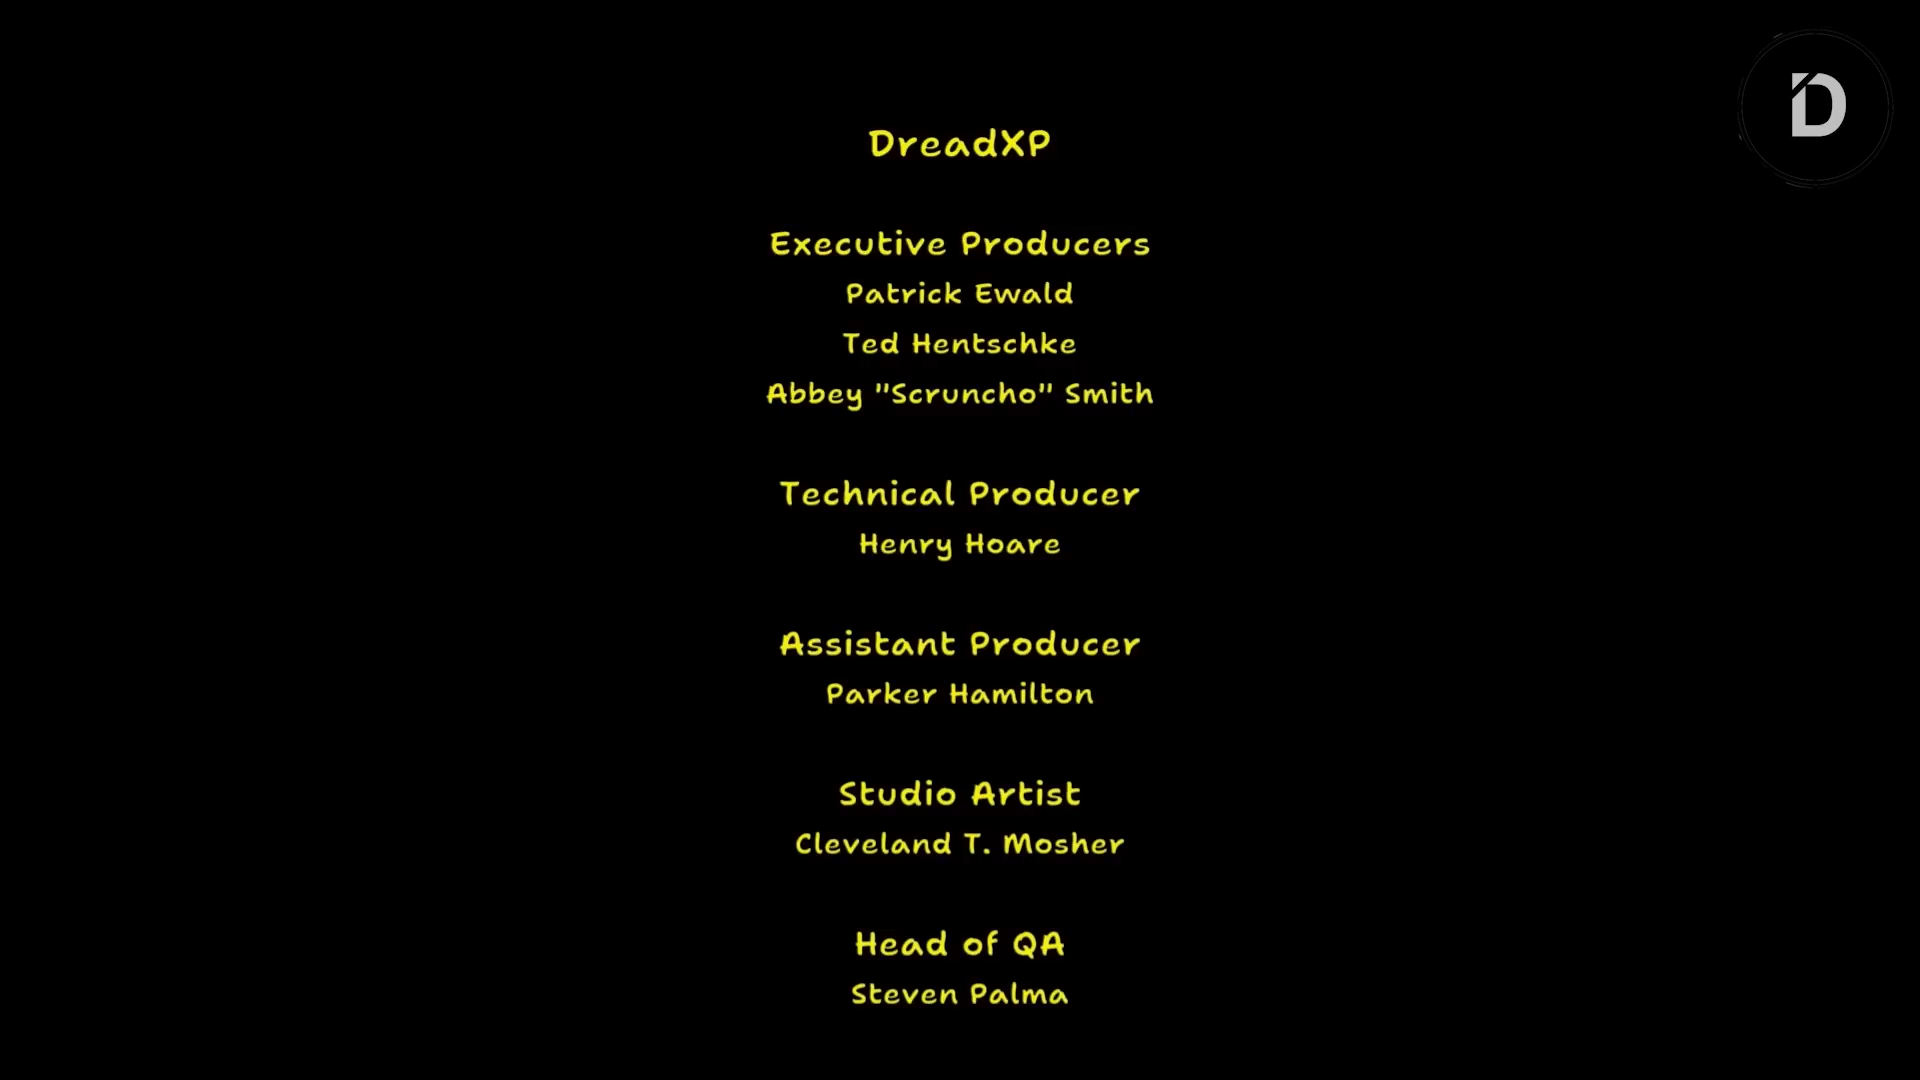 DreadXP
Executive Producers
Patrick Ewald
Ted Hentschke
Abbey "Scruncho" Smith
Technical Producer
Henry Hoare
Assistant Producer
Parker Hamilton
Studio Artist
Cleveland T. Mosher
Head of QA
Steven Palma
D